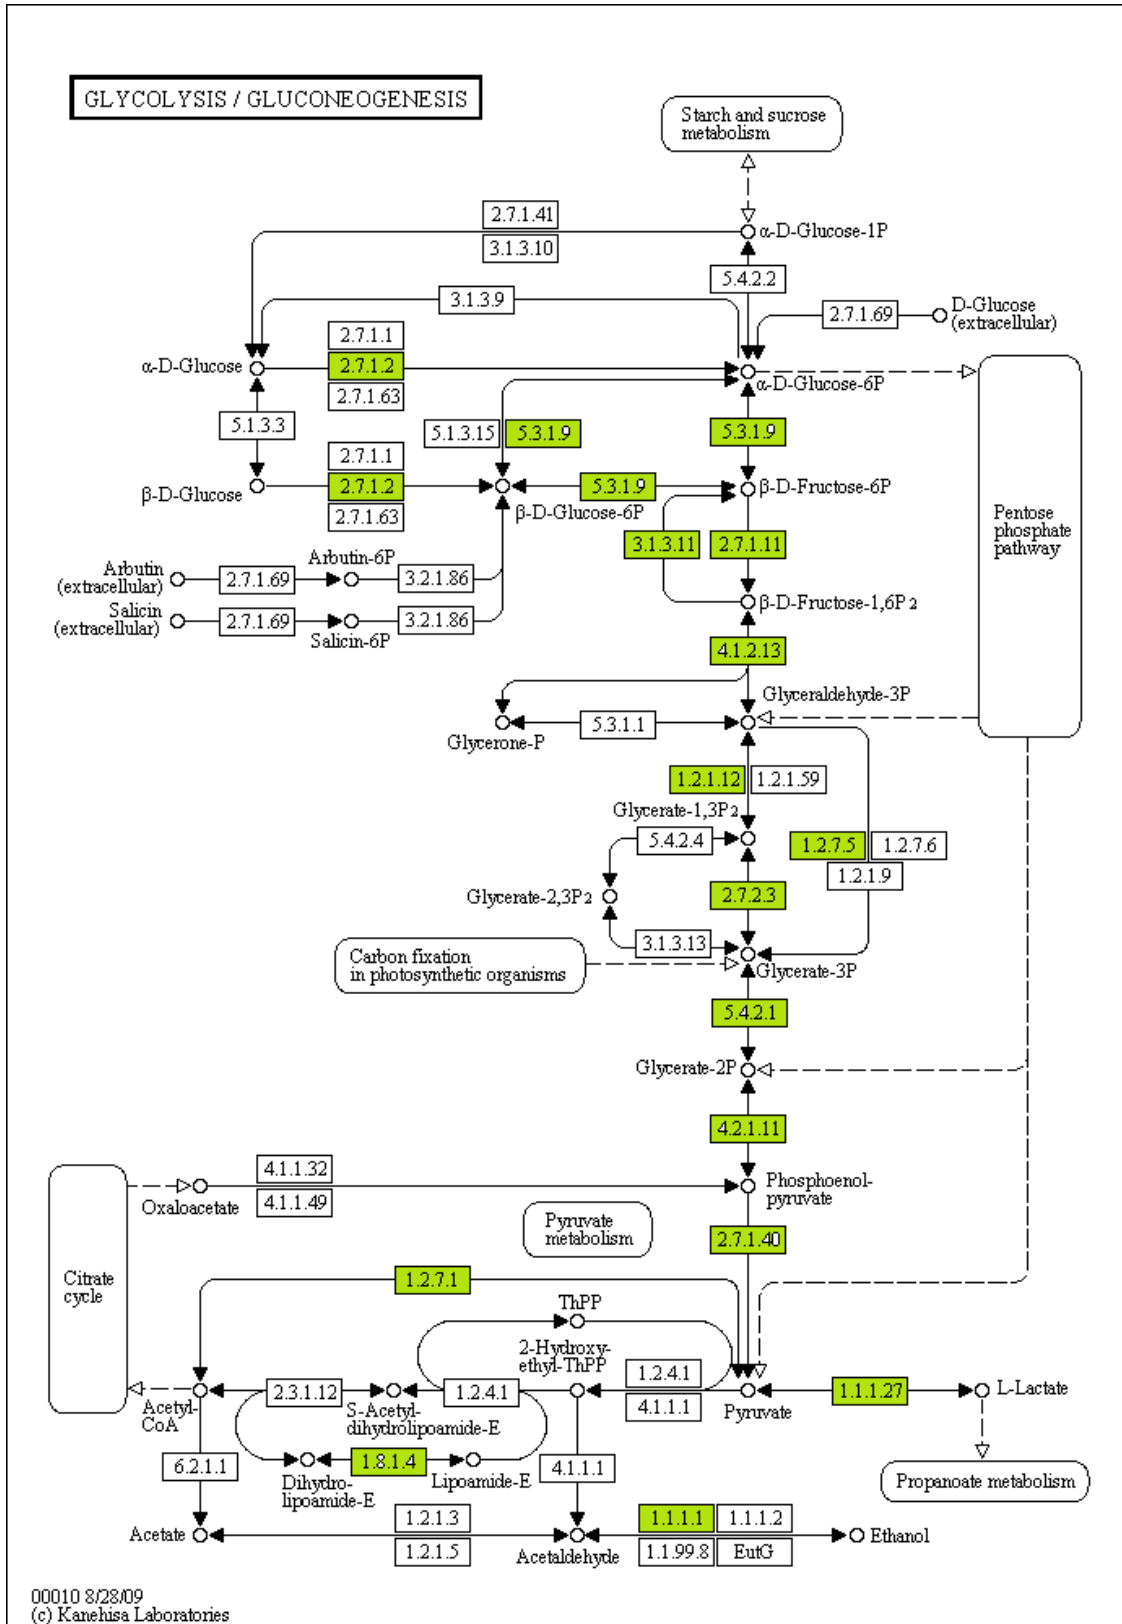 GLYCOLYSIS / GLUCONEOGENESIS
Starch and sucrose
metabolism
2.7.1.41
3.1.3.10
α-D-Glucose-1P
5.4.2.2
3.1.3.9
2.7.1.69
D-Glucose
(extracellular)
2.7.1.1
α-D-Glucose
2.7.1.2
2.7.1.63
α-D-Glucose-6P
5.1.3.3
5.1.3.15
5.3.1.9
5.3.1.9
2.7.1.1
β-D-Glucose
2.7.1.2
2.7.1.63
β-D-Glucose-6P
5.3.1.9
β-D-Fructose-6P
Pentose
phosphate
pathway
3.1.3.11
2.7.1.11
Arbutin
(extracellular)
2.7.1.69
Arbutin-6P
3.2.1.86
β-D-Fructose-1,6P2
Salicin
(extracellular)
2.7.1.69
Salicin-6P
3.2.1.86
4.1.2.13
Glyceraldehyde-3P
Glycerone-P
5.3.1.1
1.2.1.12
1.2.1.59
Glycerate-1,3P2
5.4.2.4
1.2.7.5
1.2.7.6
1.2.1.9
Glycerate-2,3P2
2.7.2.3
3.1.3.13
Carbon fixation
in photosynthetic organisms
Glycerate-3P
5.4.2.1
Glycerate-2P
4.2.1.11
4.1.1.32
Oxaloacetate
4.1.1.49
Phosphoenol-
pyruvate
Pyruvate
metabolism
2.7.1.40
Citrate
cycle
1.2.7.1
ThPP
2-Hydroxy-
ethyl-ThPP
1.2.4.1
Acetyl-
CoA
2.3.1.12
S-Acetyl-
dihydrolipoamide-E
1.2.4.1
4.1.1.1
Pyruvate
1.1.1.27
L-Lactate
6.2.1.1
Dihydro-
lipoamide-E
1.8.1.4
Lipoamide-E
4.1.1.1
Propanoate metabolism
Acetate
1.2.1.3
1.2.1.5
Acetaldehyde
1.1.1.1
1.1.1.2
1.1.99.8
EutG
Ethanol
00010 8/28/09
(c) Kanehisa Laboratories